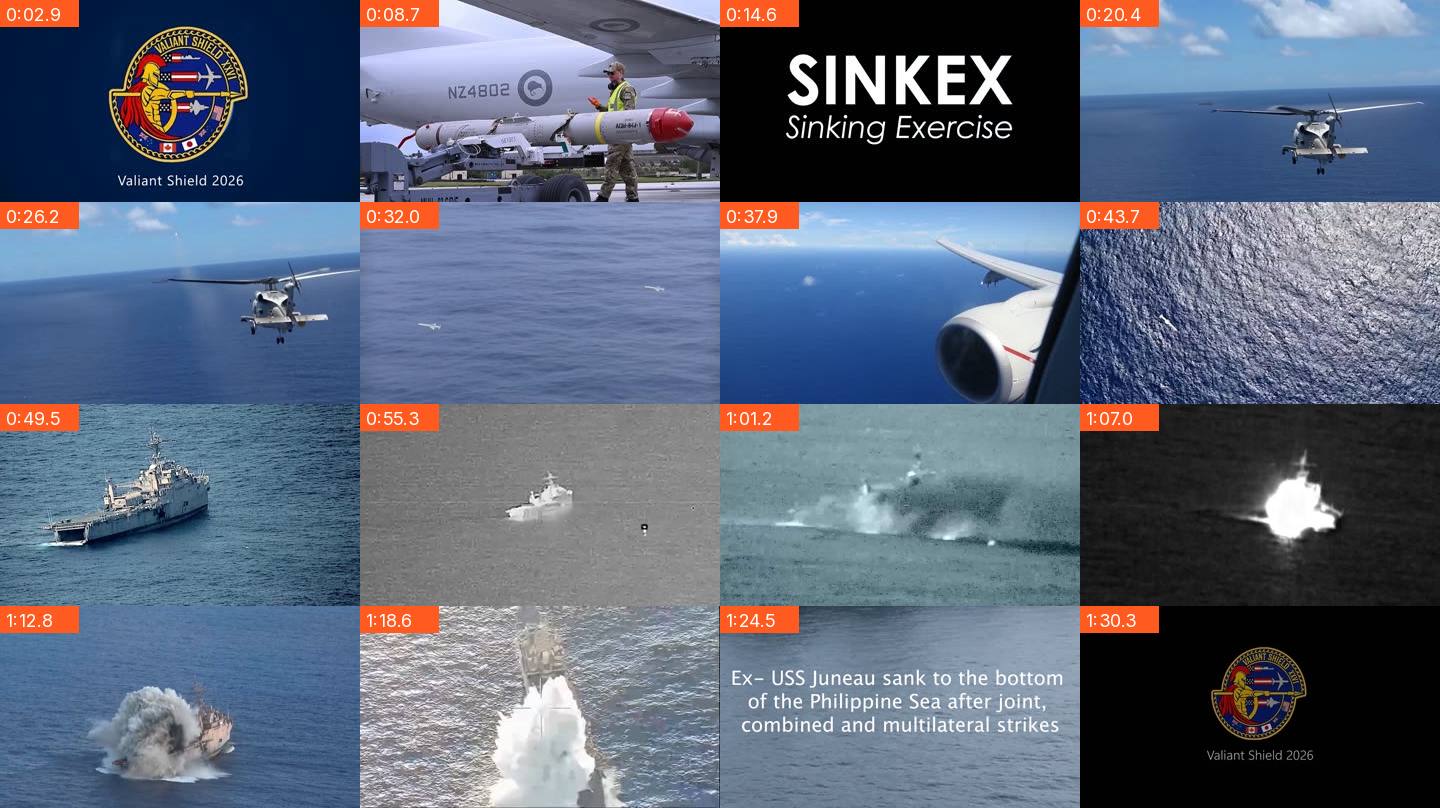 0:02.9
VALIANT SHIELD XXVI
Valiant Shield 2026
0:08.7
NZ4802
0:14.6
SINKEX
Sinking Exercise
0:20.4
0:26.2
0:32.0
0:37.9
0:43.7
0:49.5
0:55.3
1:01.2
1:07.0
1:12.8
1:18.6
1:24.5
Ex- USS Juneau sank to the bottom
of the Philippine Sea after joint,
combined and multilateral strikes
1:30.3
VALIANT SHIELD XXVI
Valiant Shield 2026